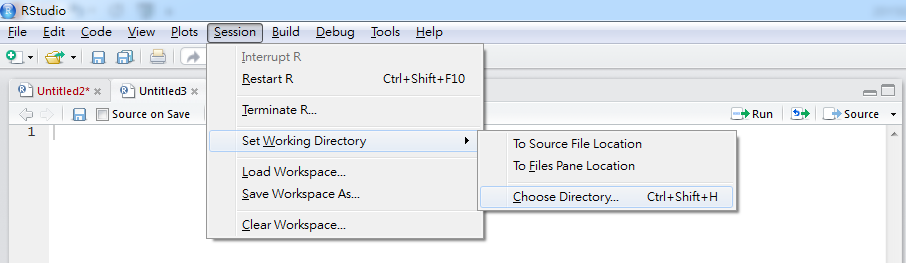 RStudio
File Edit Code View Plots Session Build Debug Tools Help
Interrupt R
Restart R Ctrl+Shift+F10
Untitled2* Untitled3
Terminate R...
Source on Save Run Source
1
Set Working Directory
To Source File Location
To Files Pane Location
Load Workspace...
Save Workspace As...
Choose Directory... Ctrl+Shift+H
Clear Workspace...